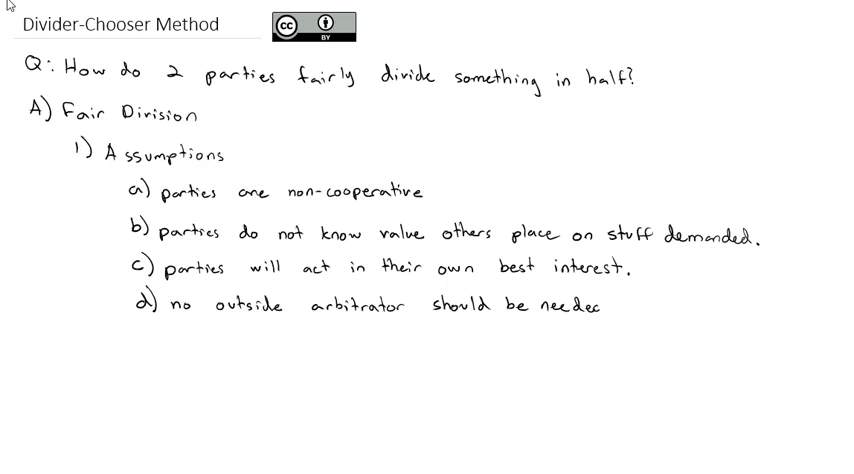 Divider-Chooser Method
cc BY
Q: How do 2 parties fairly divide something in half?
A) Fair Division
1) Assumptions
a) parties are non-cooperative
b) parties do not know value others place on stuff demanded.
c) parties will act in their own best interest.
d) no outside arbitrator should be neede